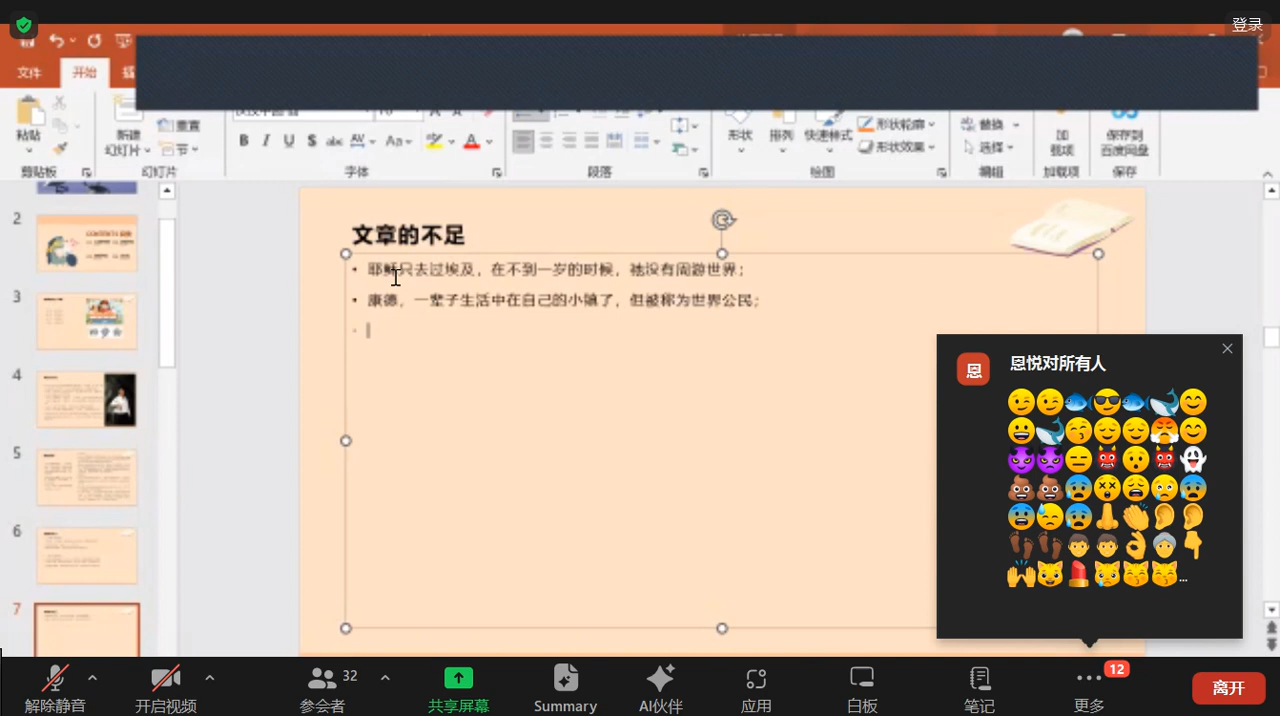 登录
文件
开始
插
粘贴
新建
幻灯片
重置
节
B I U S abc AV Aa A
形状
排列
快速样式
形状轮廓
形状效果
替换
选择
加
载项
保存到
百度网盘
剪贴板
幻灯片
字体
段落
绘图
编辑
加载项
保存
2
3
4
5
6
7
文章的不足
• 耶稣只去过埃及，在不到一岁的时候，祂没有周游世界；
• 康德，一辈子生活中在自己的小镇了，但被称为世界公民；
恩
恩悦对所有人
...
解除静音
开启视频
32
参会者
共享屏幕
Summary
AI伙伴
应用
白板
笔记
12
更多
离开